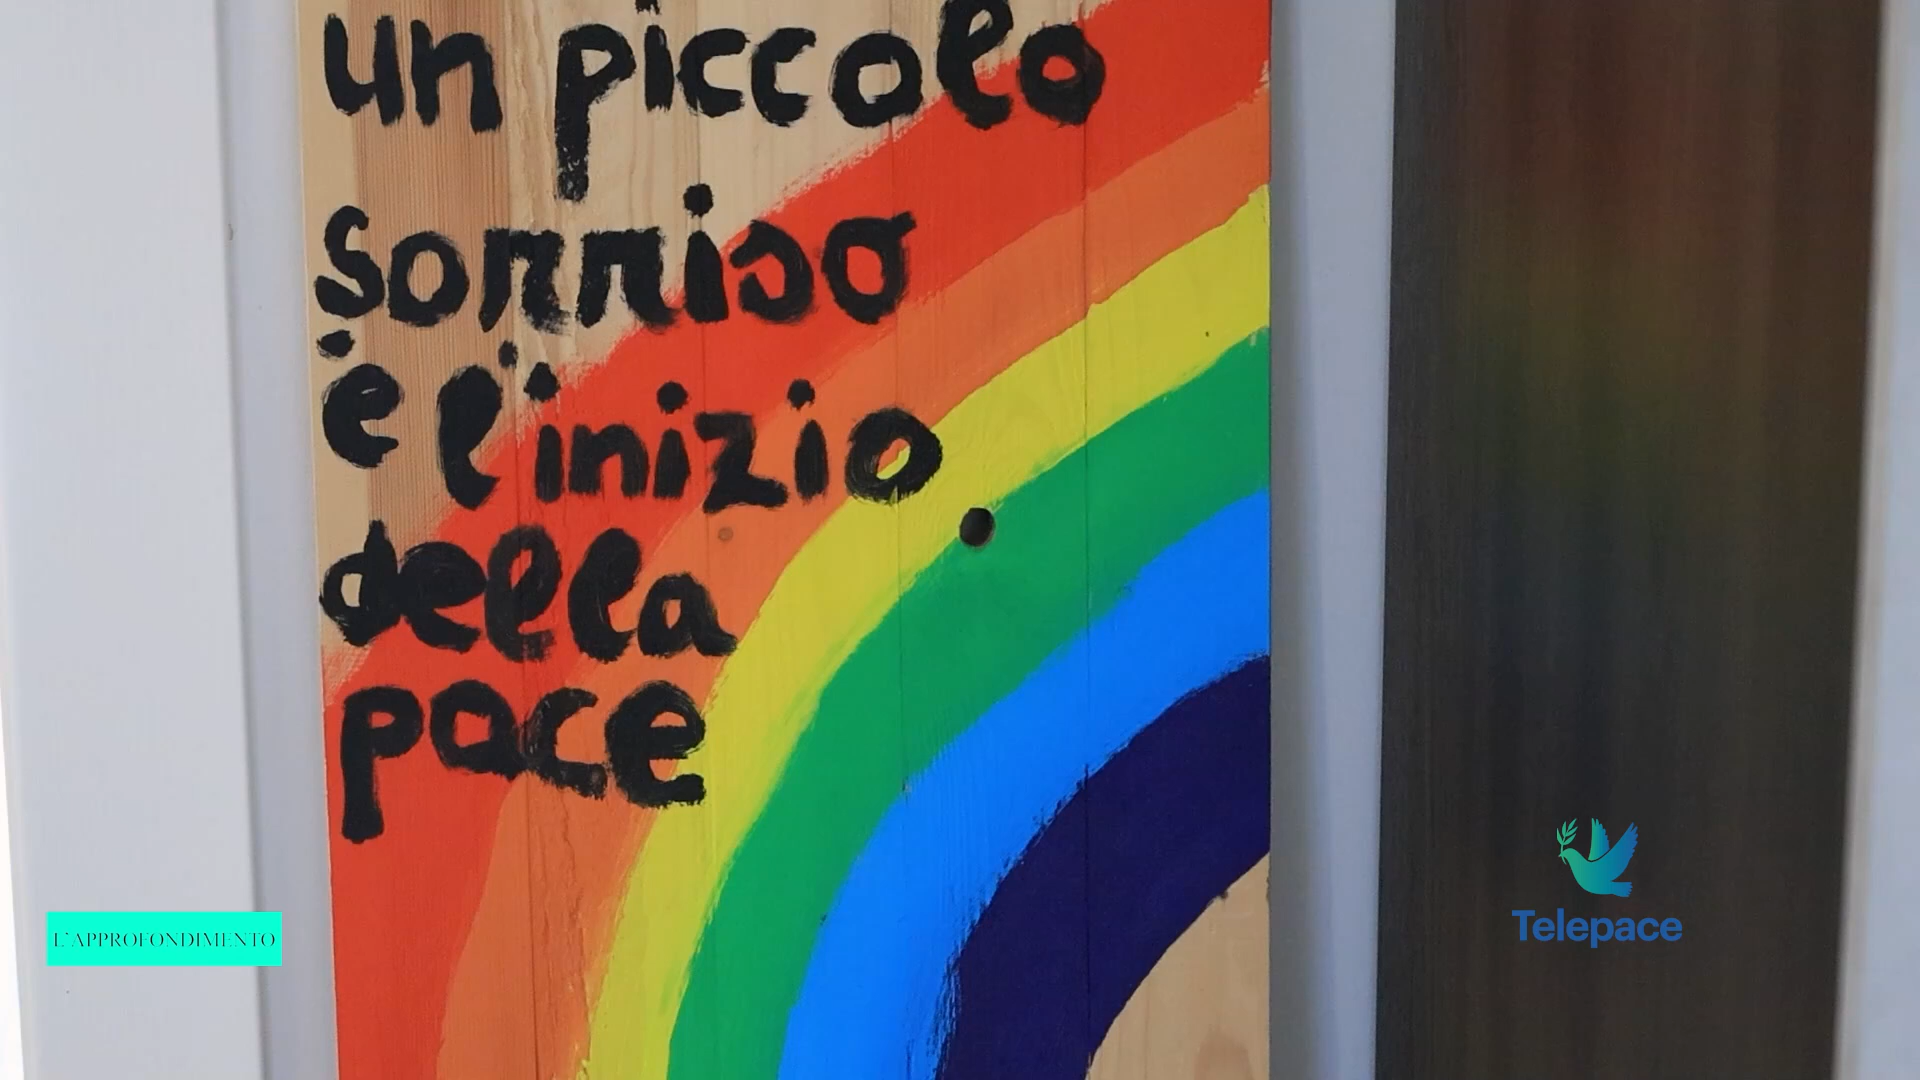 un piccolo
sorriso
è l'inizio
della
pace
L'APPROFONDIMENTO
Telepace